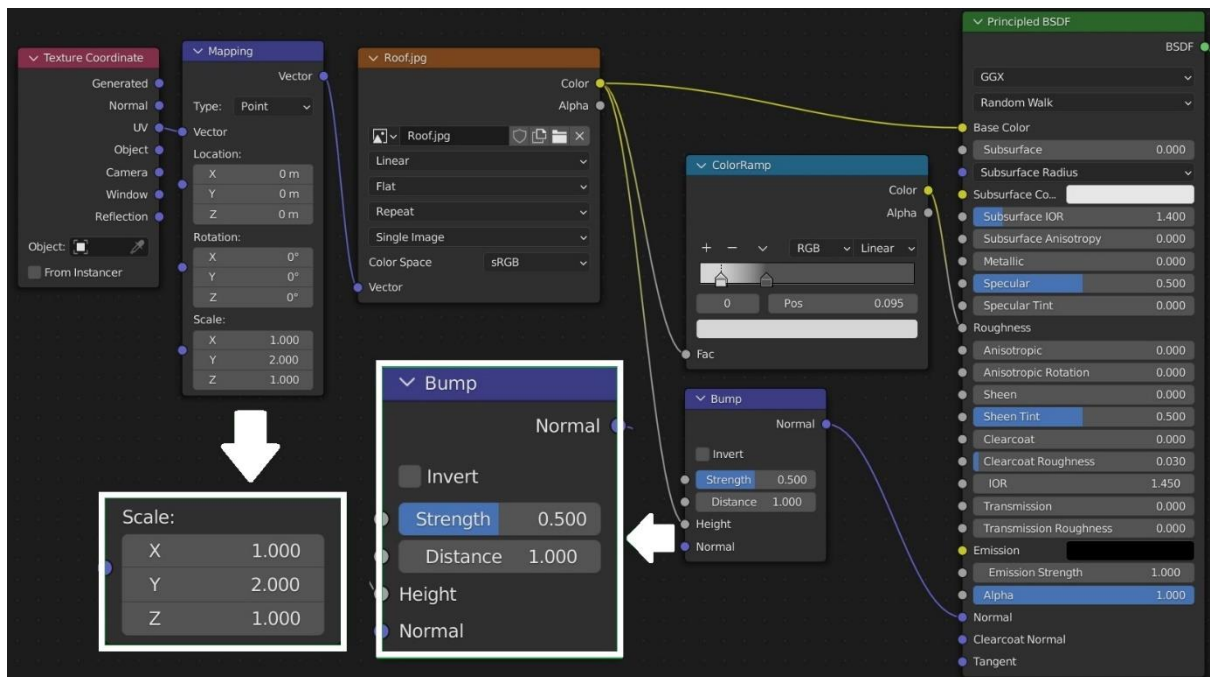 Texture Coordinate
Generated
Normal
UV
Object
Camera
Window
Reflection
Object:
From Instancer
Mapping
Vector
Type: Point
Vector
Location:
X 0 m
Y 0 m
Z 0 m
Rotation:
X 0°
Y 0°
Z 0°
Scale:
X 1.000
Y 2.000
Z 1.000
Roof.jpg
Color
Alpha
Roof.jpg
Linear
Flat
Repeat
Single Image
Color Space sRGB
Vector
ColorRamp
Color
Alpha
+ − RGB Linear
0 Pos 0.095
Fac
Bump
Normal
Invert
Strength 0.500
Distance 1.000
Height
Normal
Scale:
X 1.000
Y 2.000
Z 1.000
Bump
Normal
Invert
Strength 0.500
Distance 1.000
Height
Normal
Principled BSDF
BSDF
GGX
Random Walk
Base Color
Subsurface 0.000
Subsurface Radius
Subsurface Co...
Subsurface IOR 1.400
Subsurface Anisotropy 0.000
Metallic 0.000
Specular 0.500
Specular Tint 0.000
Roughness
Anisotropic 0.000
Anisotropic Rotation 0.000
Sheen 0.000
Sheen Tint 0.500
Clearcoat 0.000
Clearcoat Roughness 0.030
IOR 1.450
Transmission 0.000
Transmission Roughness 0.000
Emission
Emission Strength 1.000
Alpha 1.000
Normal
Clearcoat Normal
Tangent